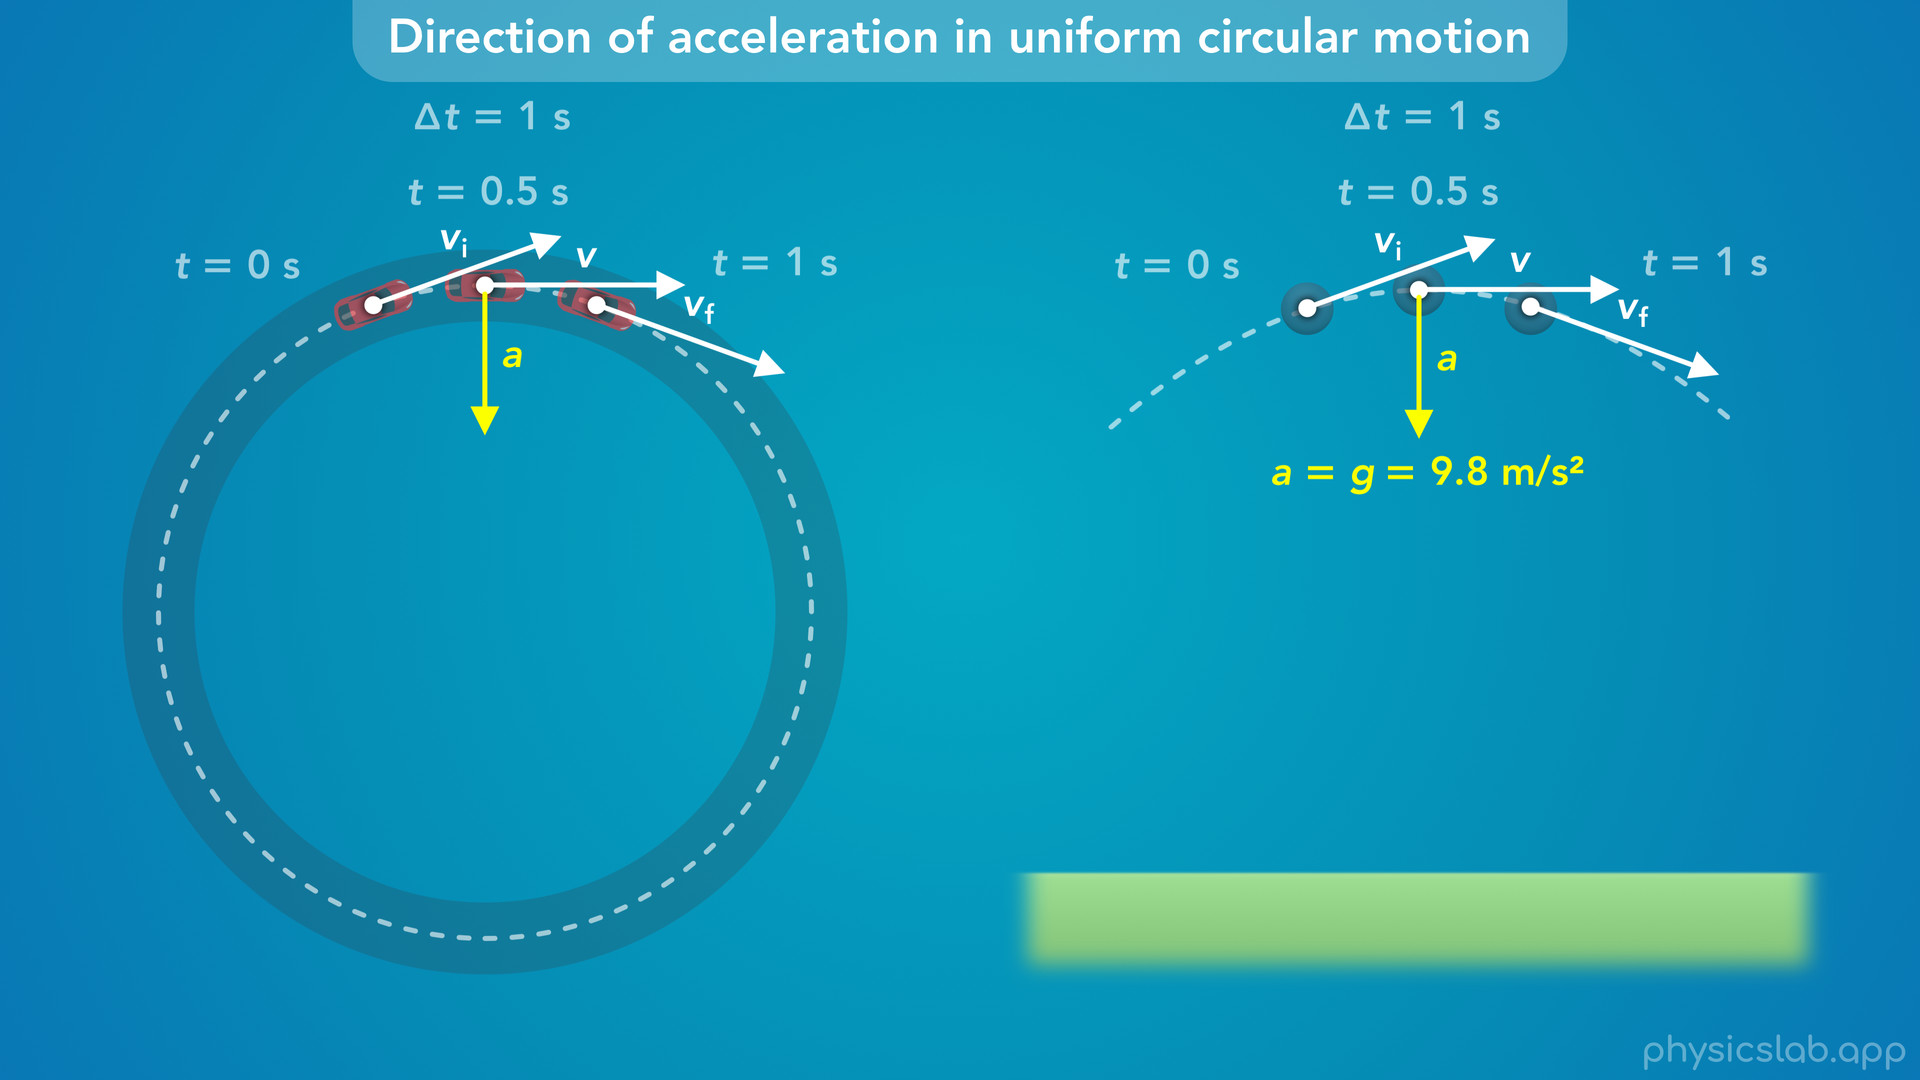 Direction of acceleration in uniform circular motion
Δt = 1 s
t = 0.5 s
t = 0 s
vi
v
t = 1 s
vf
a
Δt = 1 s
t = 0.5 s
t = 0 s
vi
v
t = 1 s
vf
a
a = g = 9.8 m/s²
physicslab.app